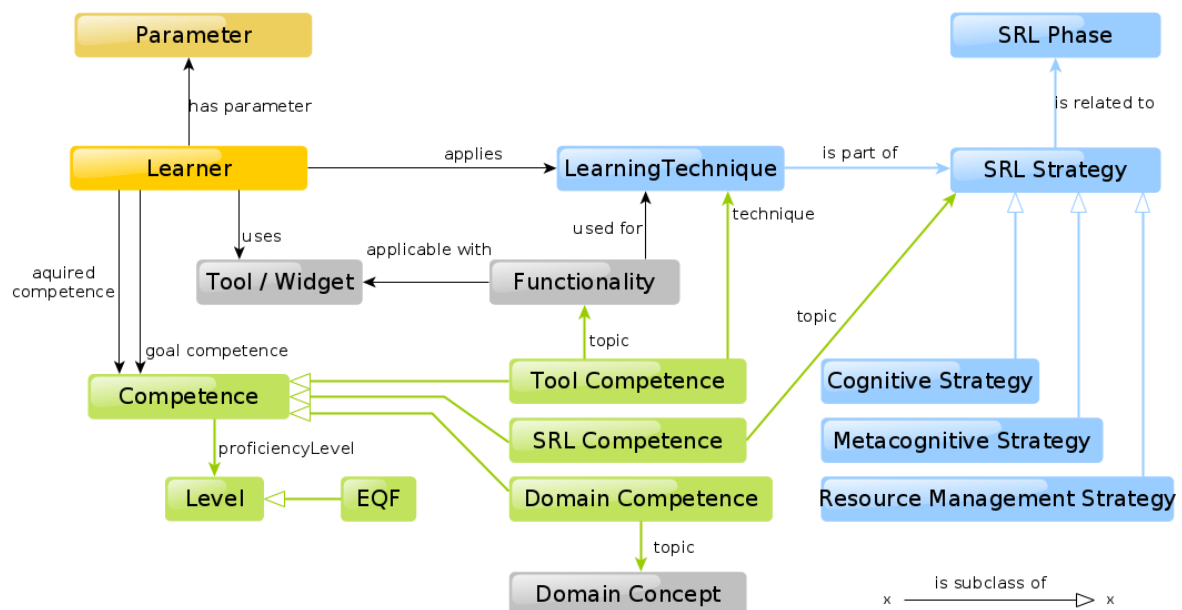 Parameter
SRL Phase
has parameter
is related to
Learner
applies
LearningTechnique
is part of
SRL Strategy
technique
uses
applicable with
used for
aquired
competence
Tool / Widget
Functionality
topic
goal competence
topic
Competence
Tool Competence
Cognitive Strategy
SRL Competence
Metacognitive Strategy
proficiencyLevel
Level
EQF
Domain Competence
Resource Management Strategy
topic
Domain Concept
is subclass of
x
x